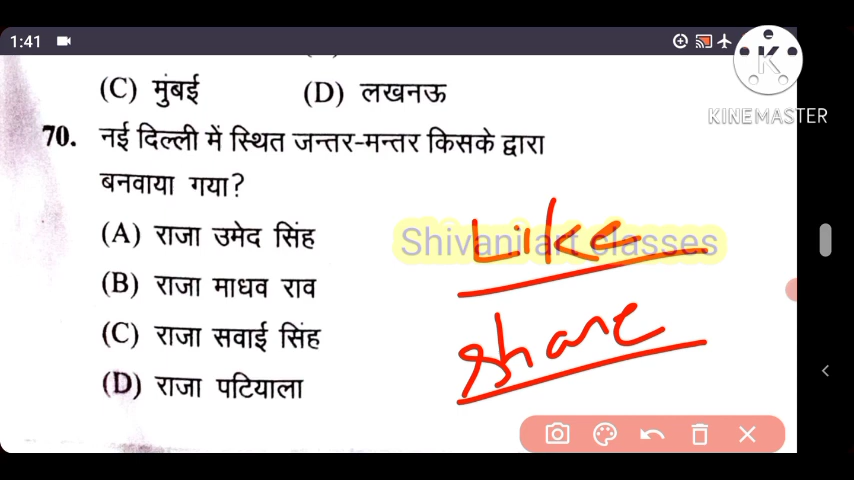 1:41
KINEMASTER
(C) मुंबई (D) लखनऊ
70. नई दिल्ली में स्थित जन्तर-मन्तर किसके द्वारा
बनवाया गया?
(A) राजा उमेद सिंह
(B) राजा माधव राव
(C) राजा सवाई सिंह
(D) राजा पटियाला
Shivani art classes
Like
Share